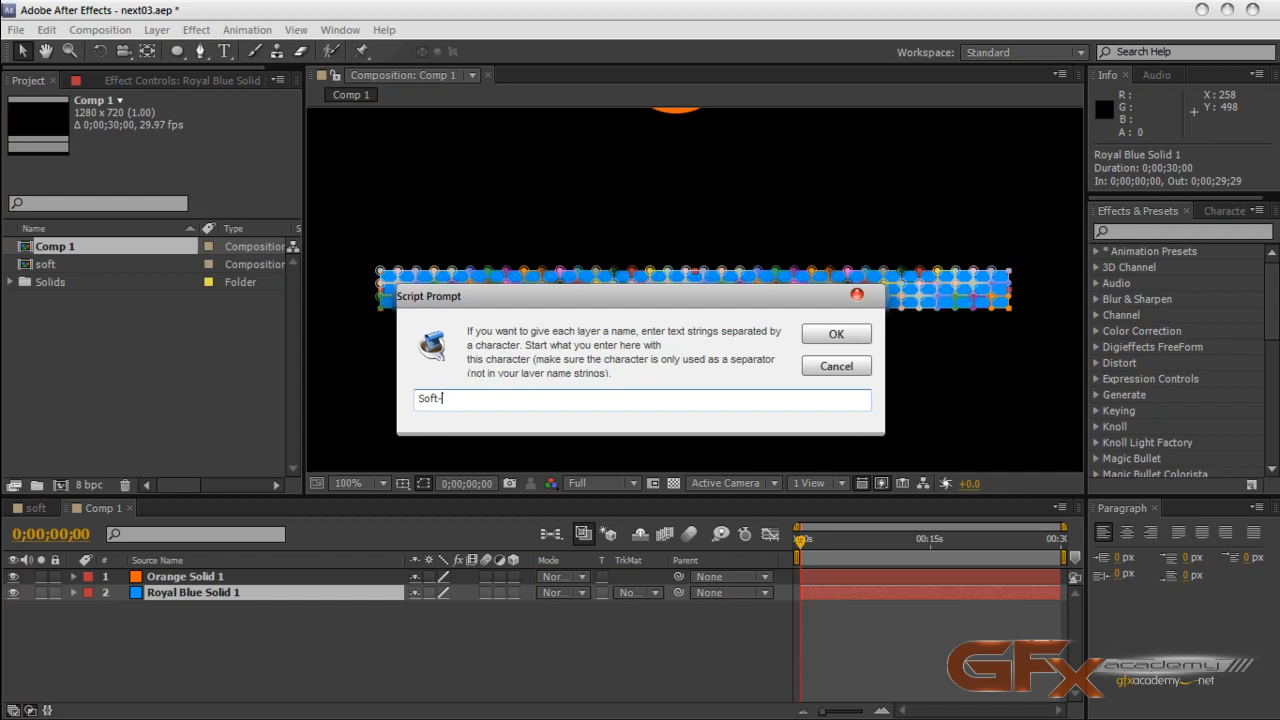 Adobe After Effects - next03.aep *
File Edit Composition Layer Effect Animation View Window Help
Workspace: Standard
Search Help
Project
Effect Controls: Royal Blue Solid
Composition: Comp 1
Info
Audio
Comp 1
1280 x 720 (1.00)
Δ 0;00;30;00, 29.97 fps
Comp 1
R :
G :
B :
A : 0
X : 258
Y : 498
Royal Blue Solid 1
Duration: 0;00;30;00
In: 0;00;00;00, Out: 0;00;29;29
Effects & Presets
Characte
Name
Type
S
Comp 1
Composition
soft
Composition
Solids
Folder
* Animation Presets
3D Channel
Audio
Blur & Sharpen
Channel
Color Correction
Digieffects FreeForm
Distort
Expression Controls
Generate
Keying
Knoll
Knoll Light Factory
Magic Bullet
Magic Bullet Colorista
Script Prompt
If you want to give each layer a name, enter text strings separated by
a character. Start what you enter here with
this character (make sure the character is only used as a separator
(not in your layer name strings).
OK
Cancel
Soft-
8 bpc
100%
0;00;00;00
Full
Active Camera
1 View
+0.0
soft
Comp 1
Paragraph
0;00;00;00
Source Name
Mode
T
TrkMat
Parent
00s
00:15s
00:30
1
Orange Solid 1
Nor...
None
2
Royal Blue Solid 1
Nor...
No...
None
0 px
0 px
0 px
0 px
0 px
GFX academy
gfxacademy.net